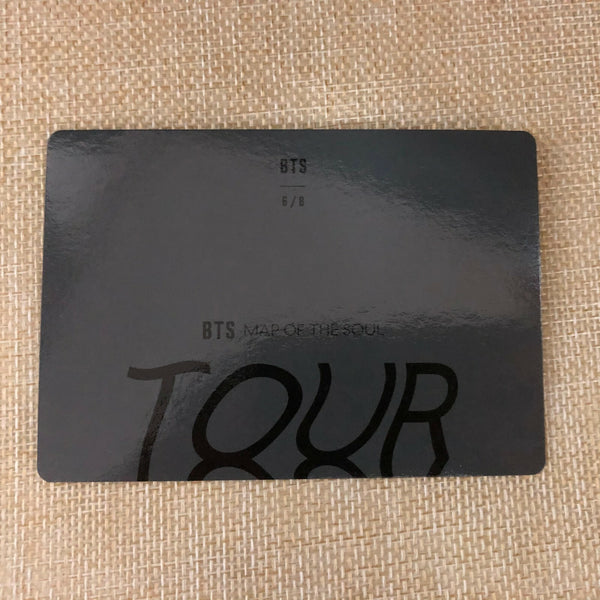 BTS
6/8
BTS MAP OF THE SOUL
TOUR